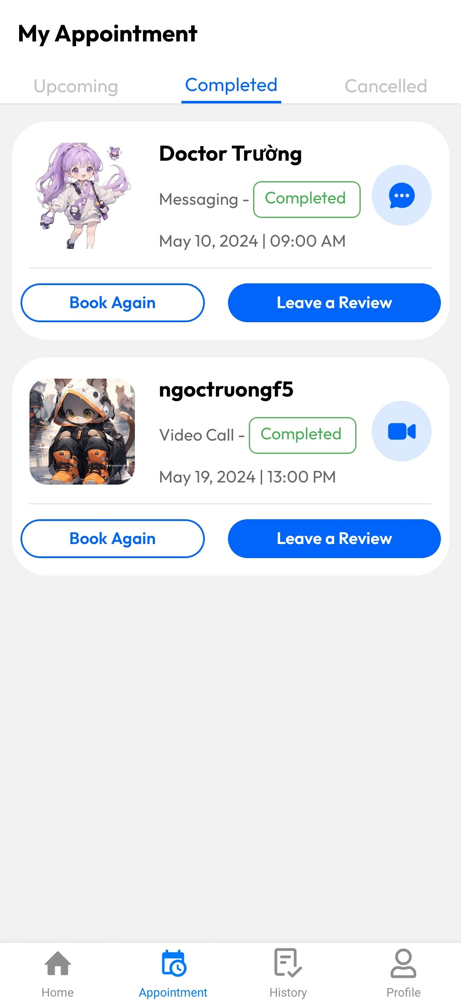 My Appointment
Upcoming Completed Cancelled
Doctor Trường
Messaging - Completed
May 10, 2024 | 09:00 AM
Book Again Leave a Review
ngoctruongf5
Video Call - Completed
May 19, 2024 | 13:00 PM
Book Again Leave a Review
Home Appointment History Profile